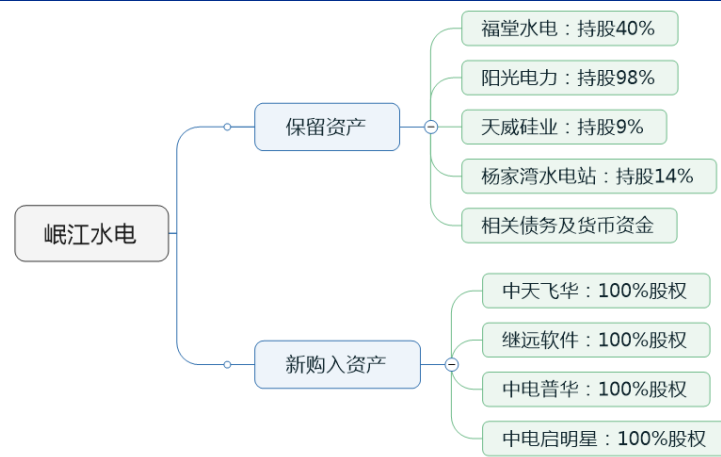 岷江水电
保留资产
福堂水电：持股40%
阳光电力：持股98%
天威硅业：持股9%
杨家湾水电站：持股14%
相关债务及货币资金
新购入资产
中天飞华：100%股权
继远软件：100%股权
中电普华：100%股权
中电启明星：100%股权